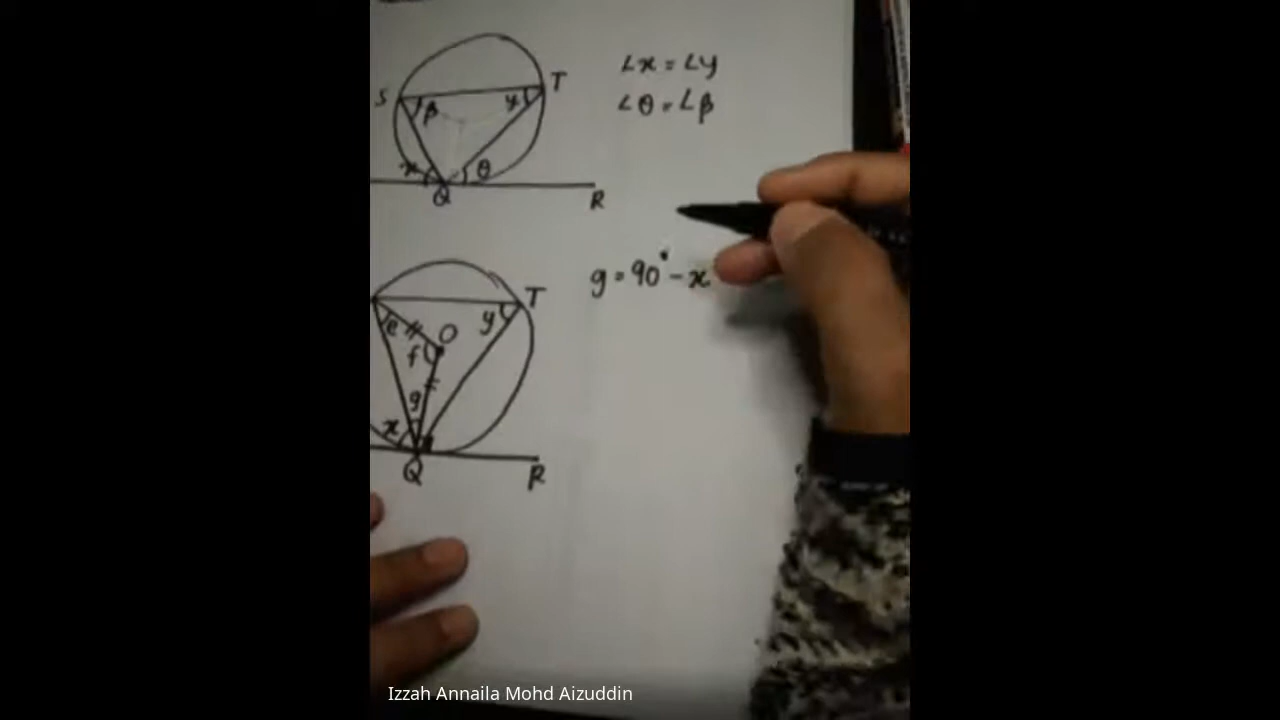 ∠x = ∠y
∠θ = ∠β
S
T
β
y
x
θ
Q
R
g = 90° - x
T
e
O
y
f
g
x
Q
R
Izzah Annaila Mohd Aizuddin